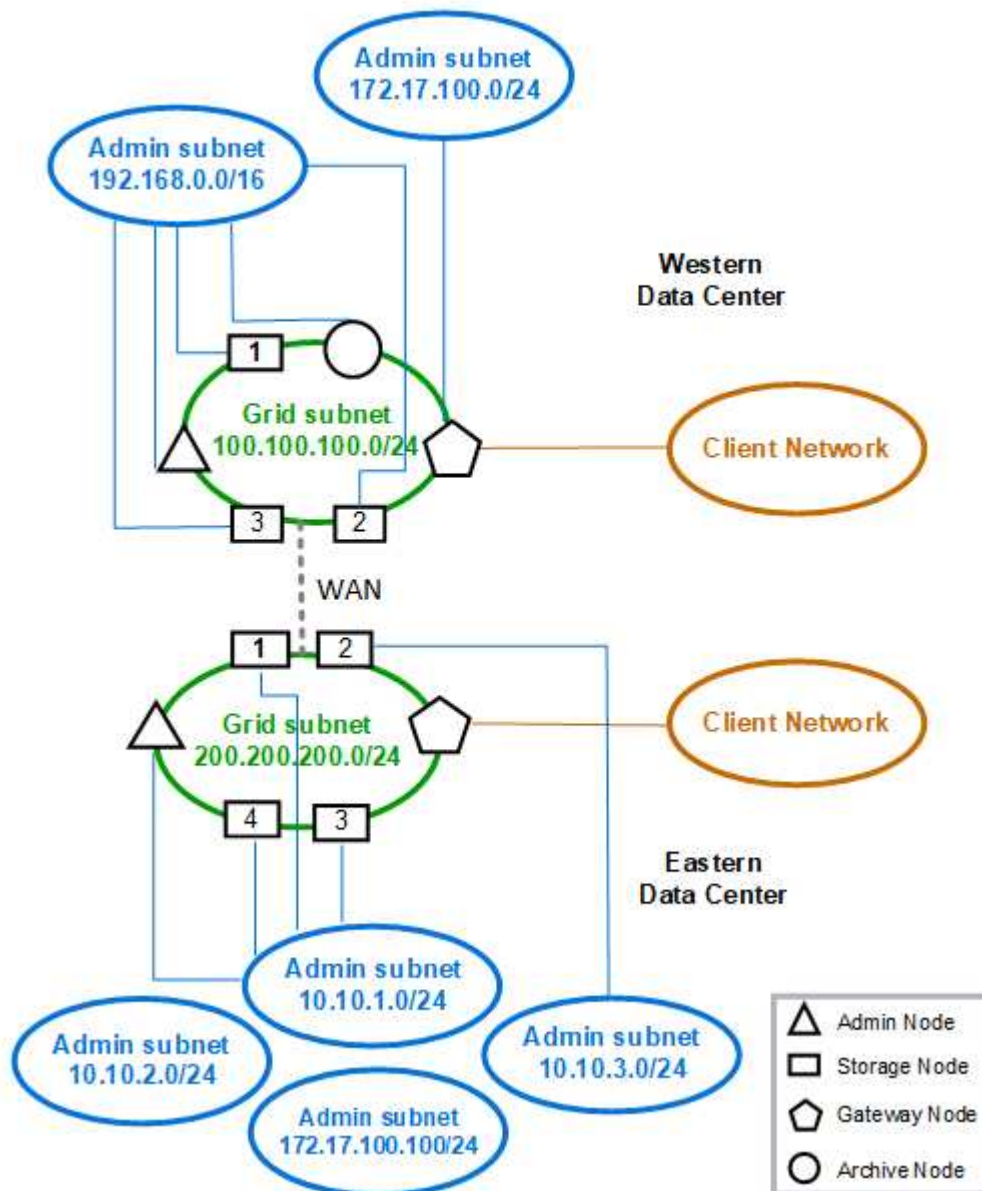 Admin subnet
172.17.100.0/24
Admin subnet
192.168.0.0/16
Western
Data Center
1
Grid subnet
100.100.100.0/24
Client Network
3
2
WAN
1
2
Grid subnet
200.200.200.0/24
Client Network
4
3
Eastern
Data Center
Admin subnet
10.10.1.0/24
Admin subnet
10.10.2.0/24
Admin subnet
10.10.3.0/24
Admin subnet
172.17.100.100/24
Admin Node
Storage Node
Gateway Node
Archive Node